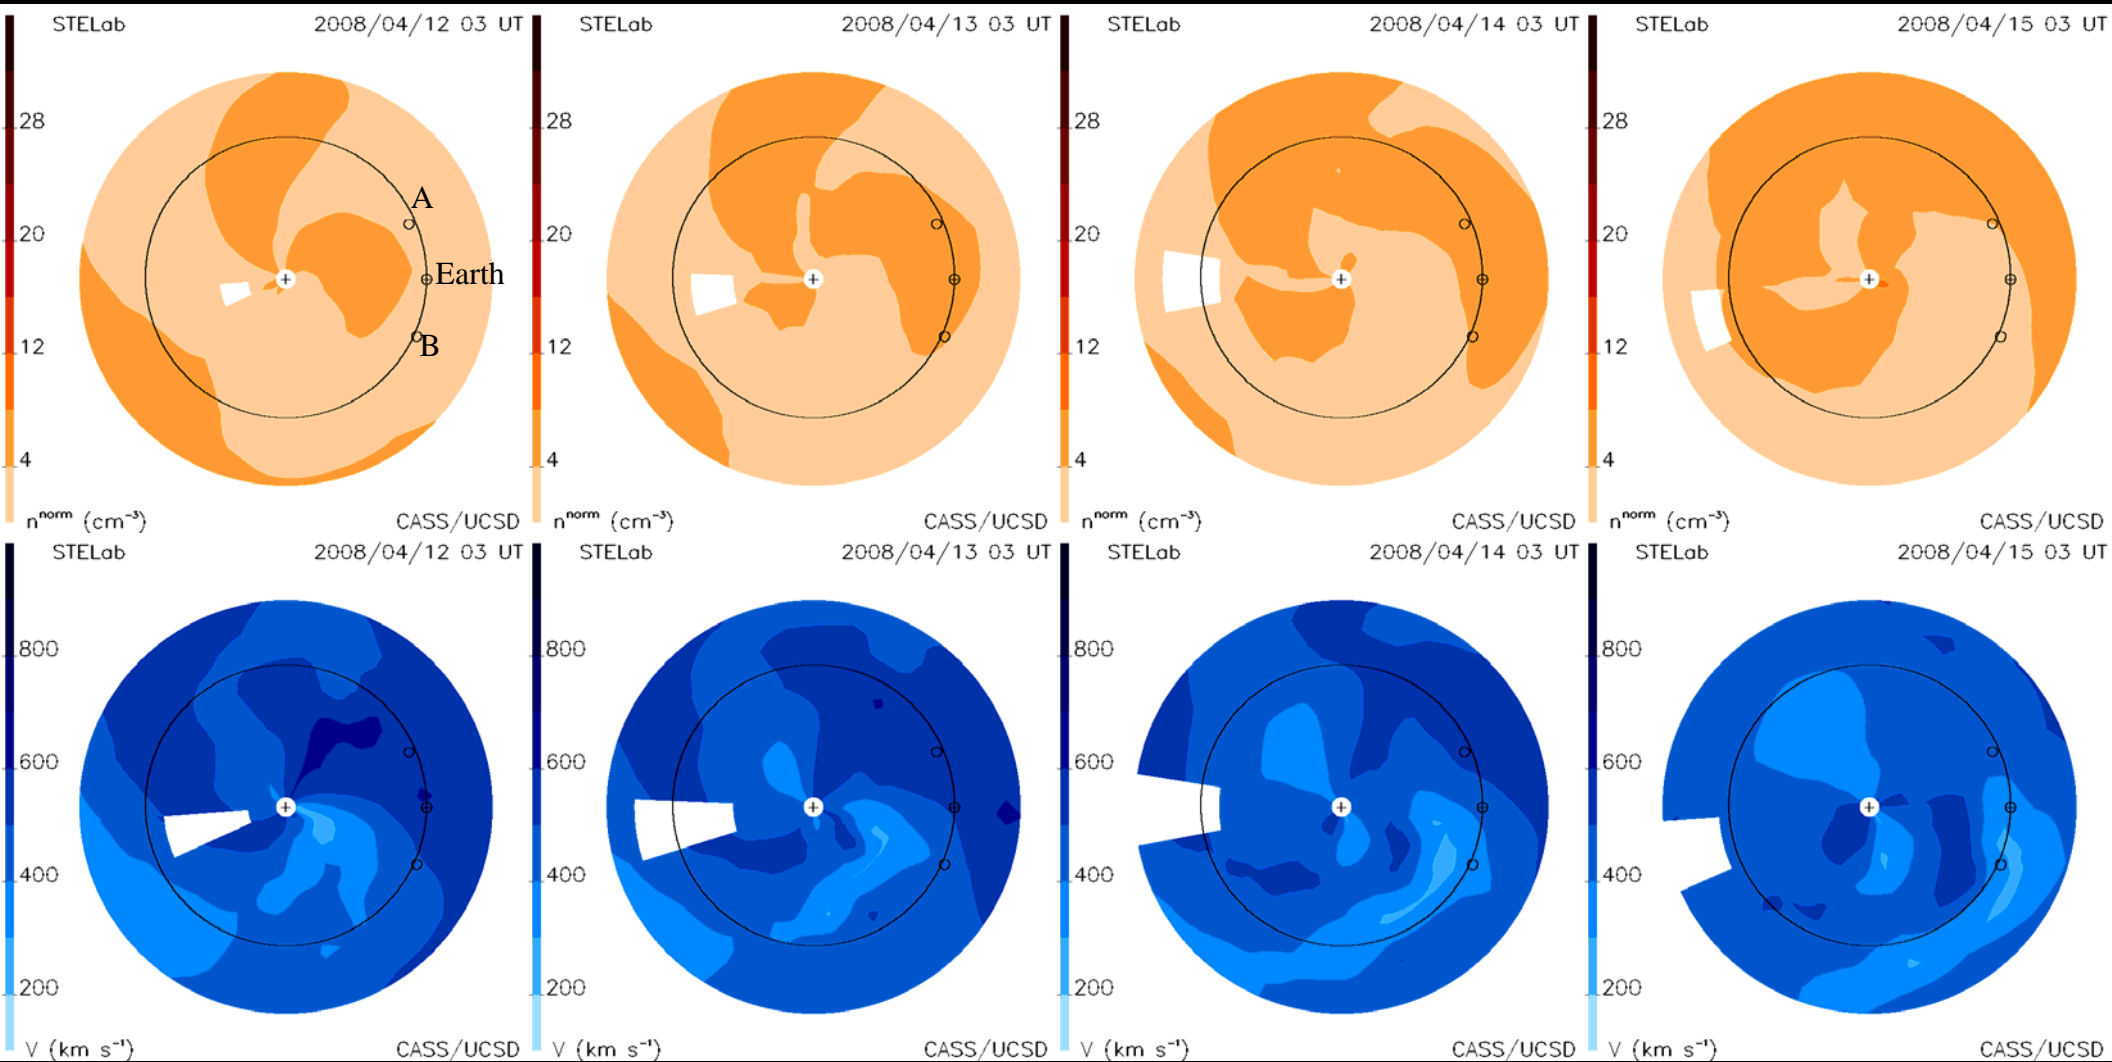 STELab 2008/04/12 03 UT
28
20
12
4
A
Earth
B
n^norm (cm⁻³) CASS/UCSD
STELab 2008/04/13 03 UT
28
20
12
4
n^norm (cm⁻³) CASS/UCSD
STELab 2008/04/14 03 UT
28
20
12
4
n^norm (cm⁻³) CASS/UCSD
STELab 2008/04/15 03 UT
28
20
12
4
n^norm (cm⁻³) CASS/UCSD
STELab 2008/04/12 03 UT
800
600
400
200
V (km s⁻¹) CASS/UCSD
STELab 2008/04/13 03 UT
800
600
400
200
V (km s⁻¹) CASS/UCSD
STELab 2008/04/14 03 UT
800
600
400
200
V (km s⁻¹) CASS/UCSD
STELab 2008/04/15 03 UT
800
600
400
200
V (km s⁻¹) CASS/UCSD